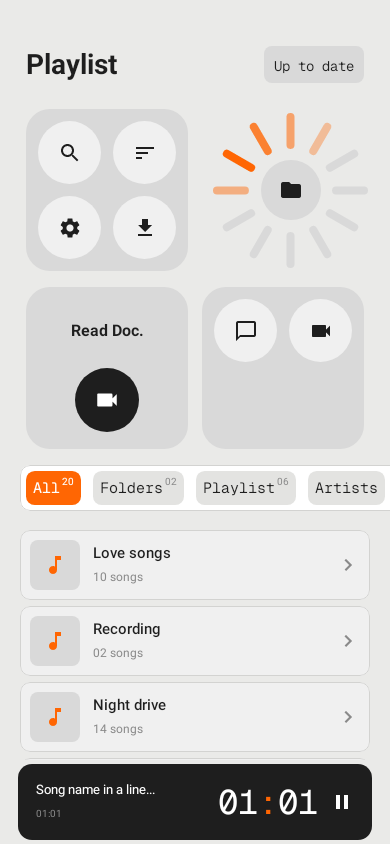 Playlist
Up to date
Read Doc.
All 20
Folders 02
Playlist 06
Artists
Love songs
10 songs
Recording
02 songs
Night drive
14 songs
Song name in a line...
01:01
01:01